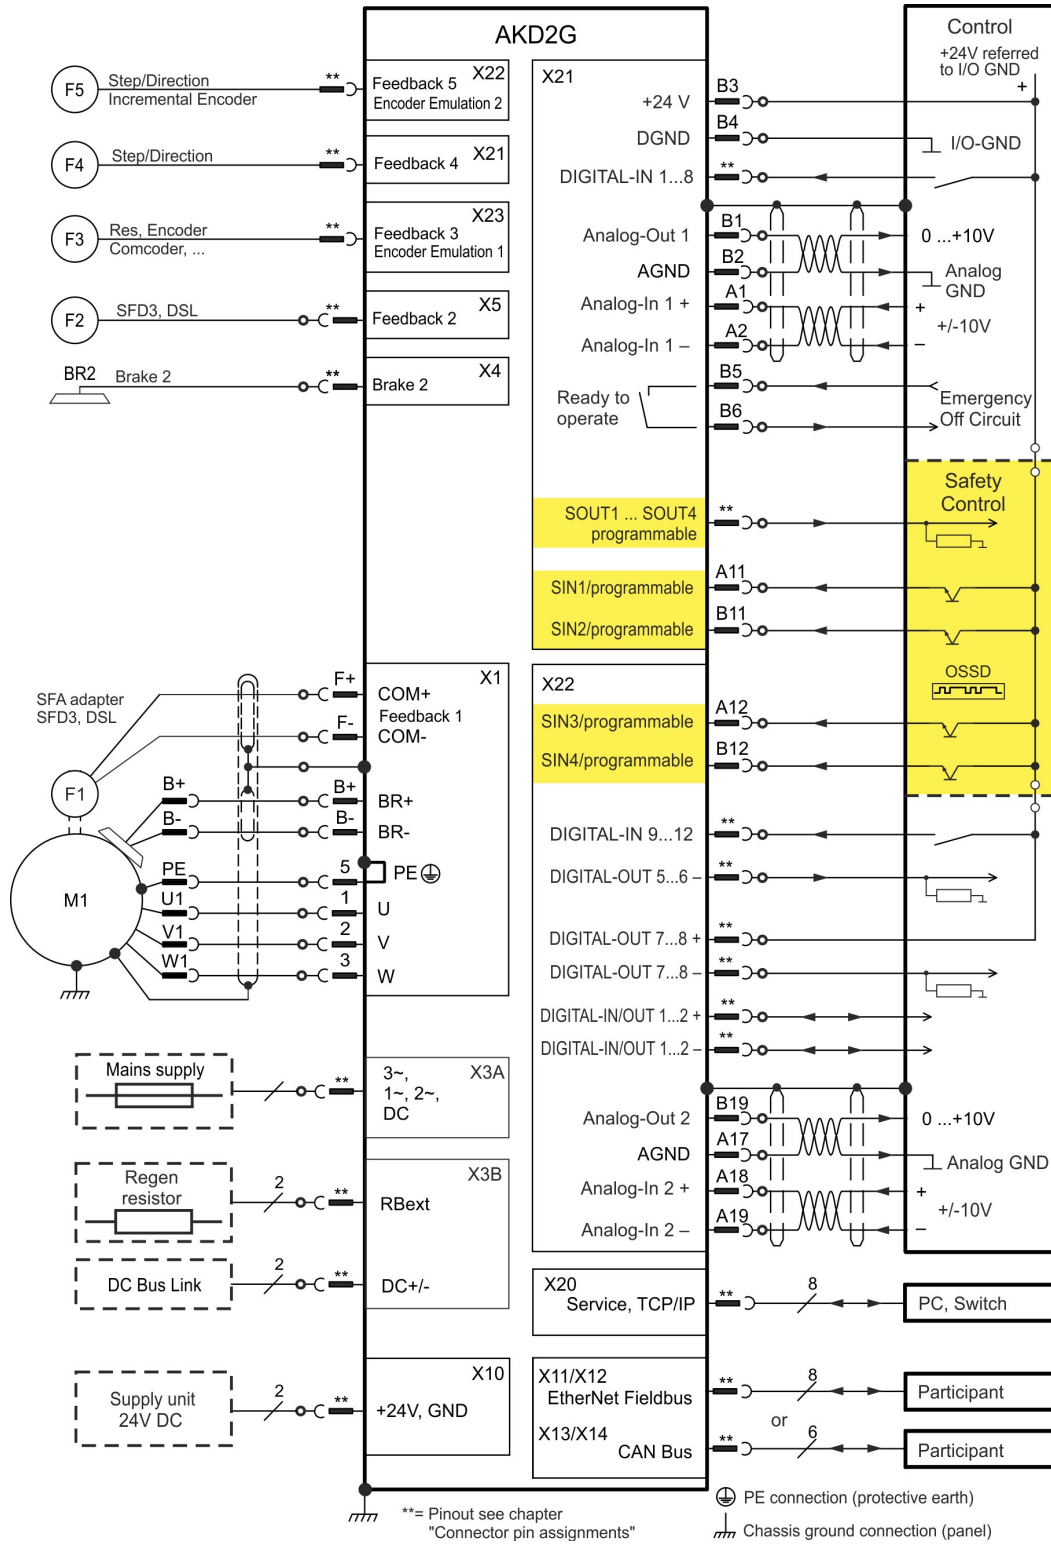 AKD2G
F5
Step/Direction
Incremental Encoder
**
X22
Feedback 5
Encoder Emulation 2
F4
Step/Direction
**
X21
Feedback 4
F3
Res, Encoder
Comcoder, ...
**
X23
Feedback 3
Encoder Emulation 1
F2
SFD3, DSL
**
X5
Feedback 2
BR2
Brake 2
**
X4
Brake 2
SFA adapter
SFD3, DSL
F1
M1
F+
F-
X1
COM+
Feedback 1
COM-
B+
B+
BR+
B-
B-
BR-
PE
5
PE
U1
1
U
V1
2
V
W1
3
W
Mains supply
**
X3A
3~,
1~, 2~,
DC
Regen
resistor
2
**
X3B
RBext
DC Bus Link
2
**
DC+/-
Supply unit
24V DC
2
**
X10
+24V, GND
X21
+24 V
B3
DGND
B4
DIGITAL-IN 1...8
**
Analog-Out 1
B1
AGND
B2
Analog-In 1 +
A1
Analog-In 1 –
A2
Ready to
operate
B5
B6
SOUT1 ... SOUT4
programmable
**
SIN1/programmable
A11
SIN2/programmable
B11
X22
SIN3/programmable
A12
SIN4/programmable
B12
DIGITAL-IN 9...12
**
DIGITAL-OUT 5...6 –
**
DIGITAL-OUT 7...8 +
**
DIGITAL-OUT 7...8 –
**
DIGITAL-IN/OUT 1...2 +
**
DIGITAL-IN/OUT 1...2 –
**
Analog-Out 2
B19
AGND
A17
Analog-In 2 +
A18
Analog-In 2 –
A19
X20
Service, TCP/IP
**
8
PC, Switch
X11/X12
EtherNet Fieldbus
**
8
Participant
or
X13/X14
CAN Bus
**
6
Participant
Control
+24V referred
to I/O GND
+
I/O-GND
0 ...+10V
Analog
GND
+
+/-10V
–
Emergency
Off Circuit
Safety
Control
OSSD
0 ...+10V
Analog GND
+
+/-10V
–
**= Pinout see chapter
"Connector pin assignments"
PE connection (protective earth)
Chassis ground connection (panel)